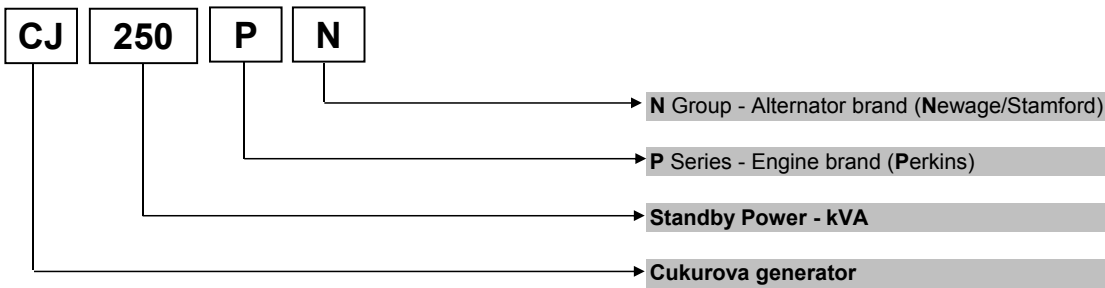 CJ 250 P N
N Group - Alternator brand (Newage/Stamford)
P Series - Engine brand (Perkins)
Standby Power - kVA
Cukurova generator